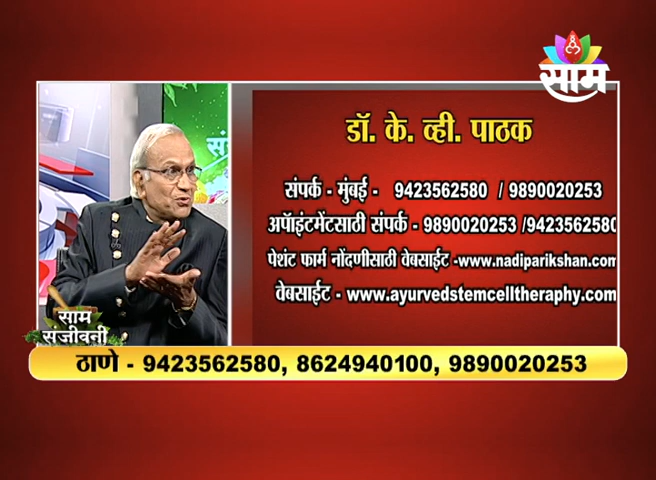 साम
डॉ. के. व्ही. पाठक
संपर्क - मुंबई - 9423562580 / 9890020253
अपॉइंटमेंटसाठी संपर्क - 9890020253 /9423562580
पेशंट फार्म नोंदणीसाठी वेबसाईट -www.nadiparikshan.com
वेबसाईट - www.ayurvedstemcelltheraphy.com
साम
संजीवनी
ठाणे - 9423562580, 8624940100, 9890020253